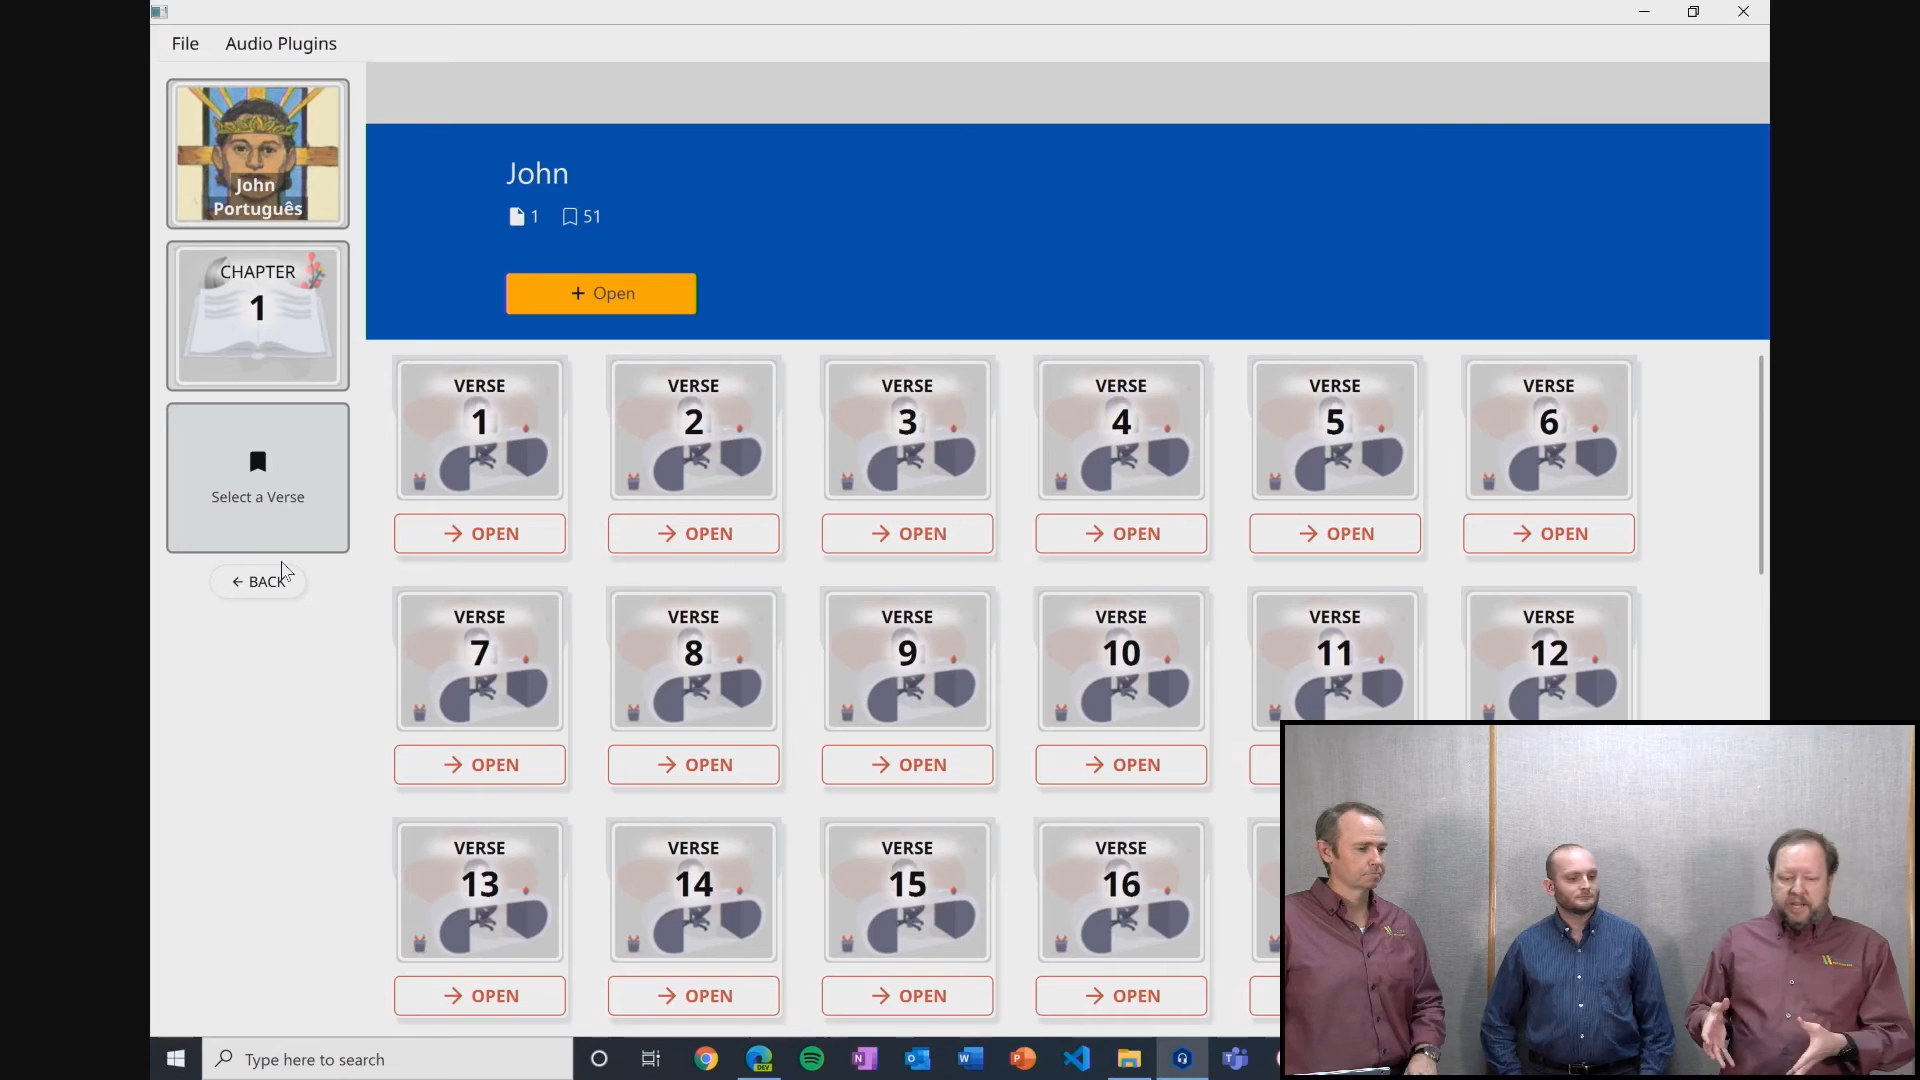 File Audio Plugins
John
Português
CHAPTER
1
Select a Verse
← BACK
John
1 51
+ Open
VERSE VERSE VERSE VERSE VERSE VERSE
1 2 3 4 5 6
→ OPEN → OPEN → OPEN → OPEN → OPEN → OPEN
VERSE VERSE VERSE VERSE VERSE VERSE
7 8 9 10 11 12
→ OPEN → OPEN → OPEN → OPEN
VERSE VERSE VERSE VERSE
13 14 15 16
→ OPEN → OPEN → OPEN → OPEN
Type here to search
DEV